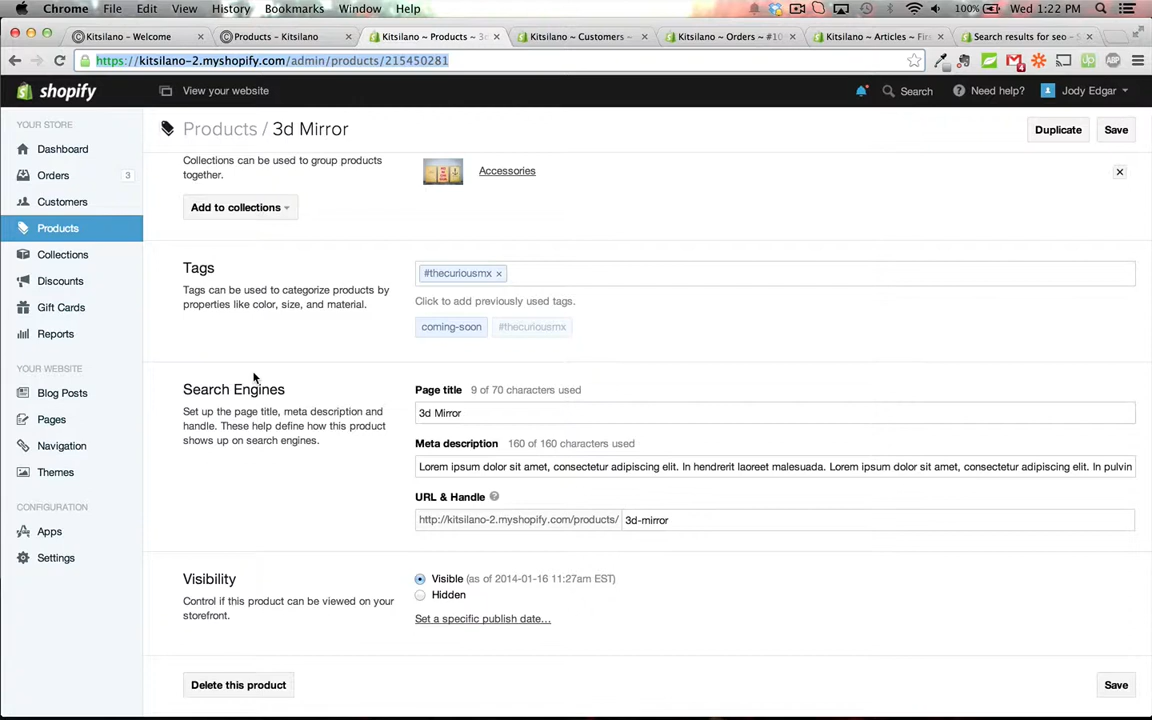 Chrome File Edit View History Bookmarks Window Help 100% Wed 1:22 PM
Kitsilano – Welcome × Products – Kitsilano × Kitsilano ~ Products ~ 3d × Kitsilano ~ Customers ~ × Kitsilano ~ Orders ~ #10 × Kitsilano ~ Articles ~ Fir × Search results for seo – S ×
https://kitsilano-2.myshopify.com/admin/products/215450281
shopify View your website Search Need help? Jody Edgar
YOUR STORE
Products / 3d Mirror Duplicate Save
Dashboard
Orders 3
Customers
Products
Collections
Discounts
Gift Cards
Reports
YOUR WEBSITE
Blog Posts
Pages
Navigation
Themes
CONFIGURATION
Apps
Settings
Collections can be used to group products
together.
Accessories ×
Add to collections
Tags
Tags can be used to categorize products by
properties like color, size, and material.
#thecuriousmx ×
Click to add previously used tags.
coming-soon #thecuriousmx
Search Engines
Set up the page title, meta description and
handle. These help define how this product
shows up on search engines.
Page title 9 of 70 characters used
3d Mirror
Meta description 160 of 160 characters used
Lorem ipsum dolor sit amet, consectetur adipiscing elit. In hendrerit laoreet malesuada. Lorem ipsum dolor sit amet, consectetur adipiscing elit. In pulvin
URL & Handle ?
http://kitsilano-2.myshopify.com/products/ 3d-mirror
Visibility
Control if this product can be viewed on your
storefront.
Visible (as of 2014-01-16 11:27am EST)
Hidden
Set a specific publish date…
Delete this product Save